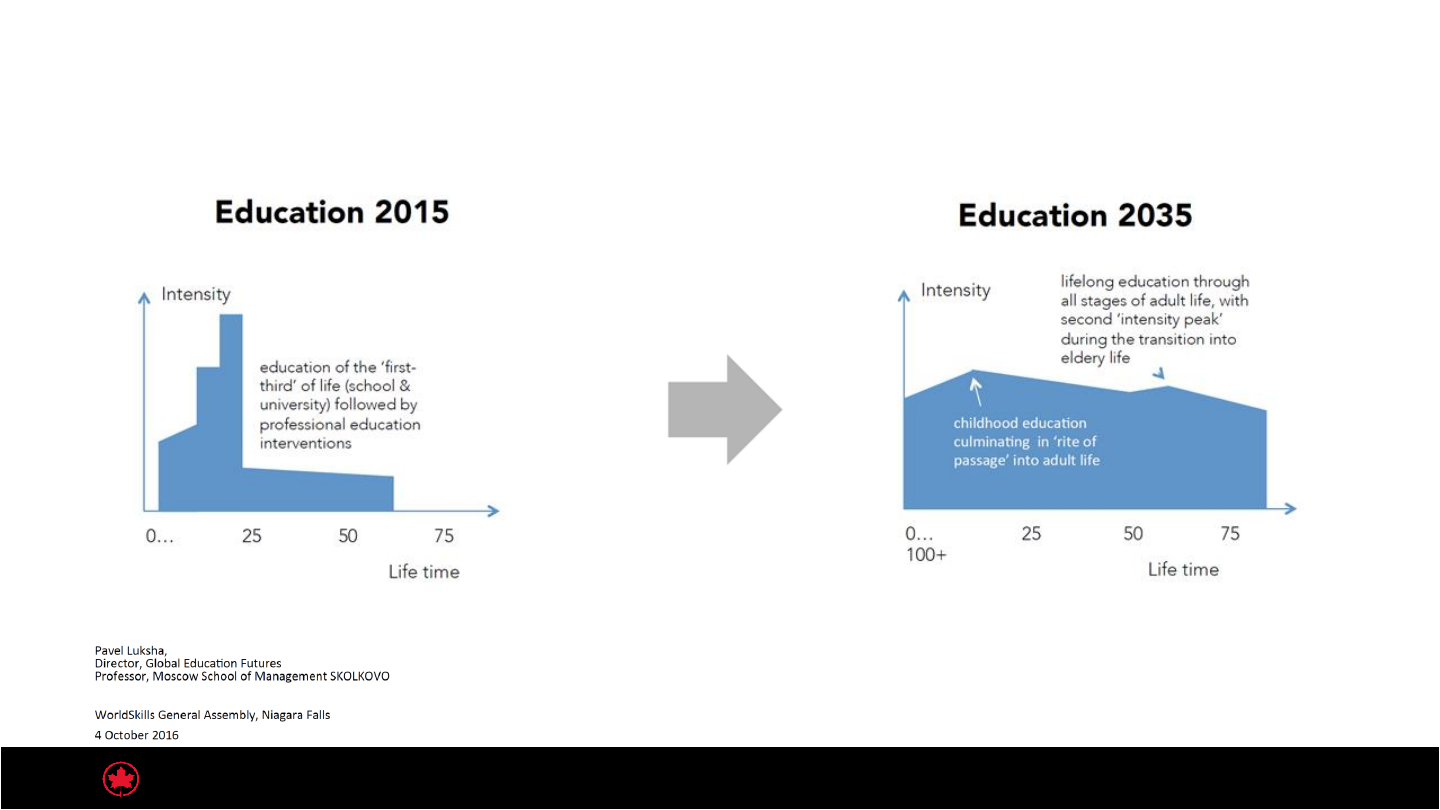 Education 2015
Intensity
education of the ‘first-
third’ of life (school &
university) followed by
professional education
interventions
0... 25 50 75
Life time
Education 2035
Intensity
lifelong education through
all stages of adult life, with
second ‘intensity peak’
during the transition into
eldery life
childhood education
culminating in ‘rite of
passage’ into adult life
0... 25 50 75
100+
Life time
Pavel Luksha,
Director, Global Education Futures
Professor, Moscow School of Management SKOLKOVO
WorldSkills General Assembly, Niagara Falls
4 October 2016